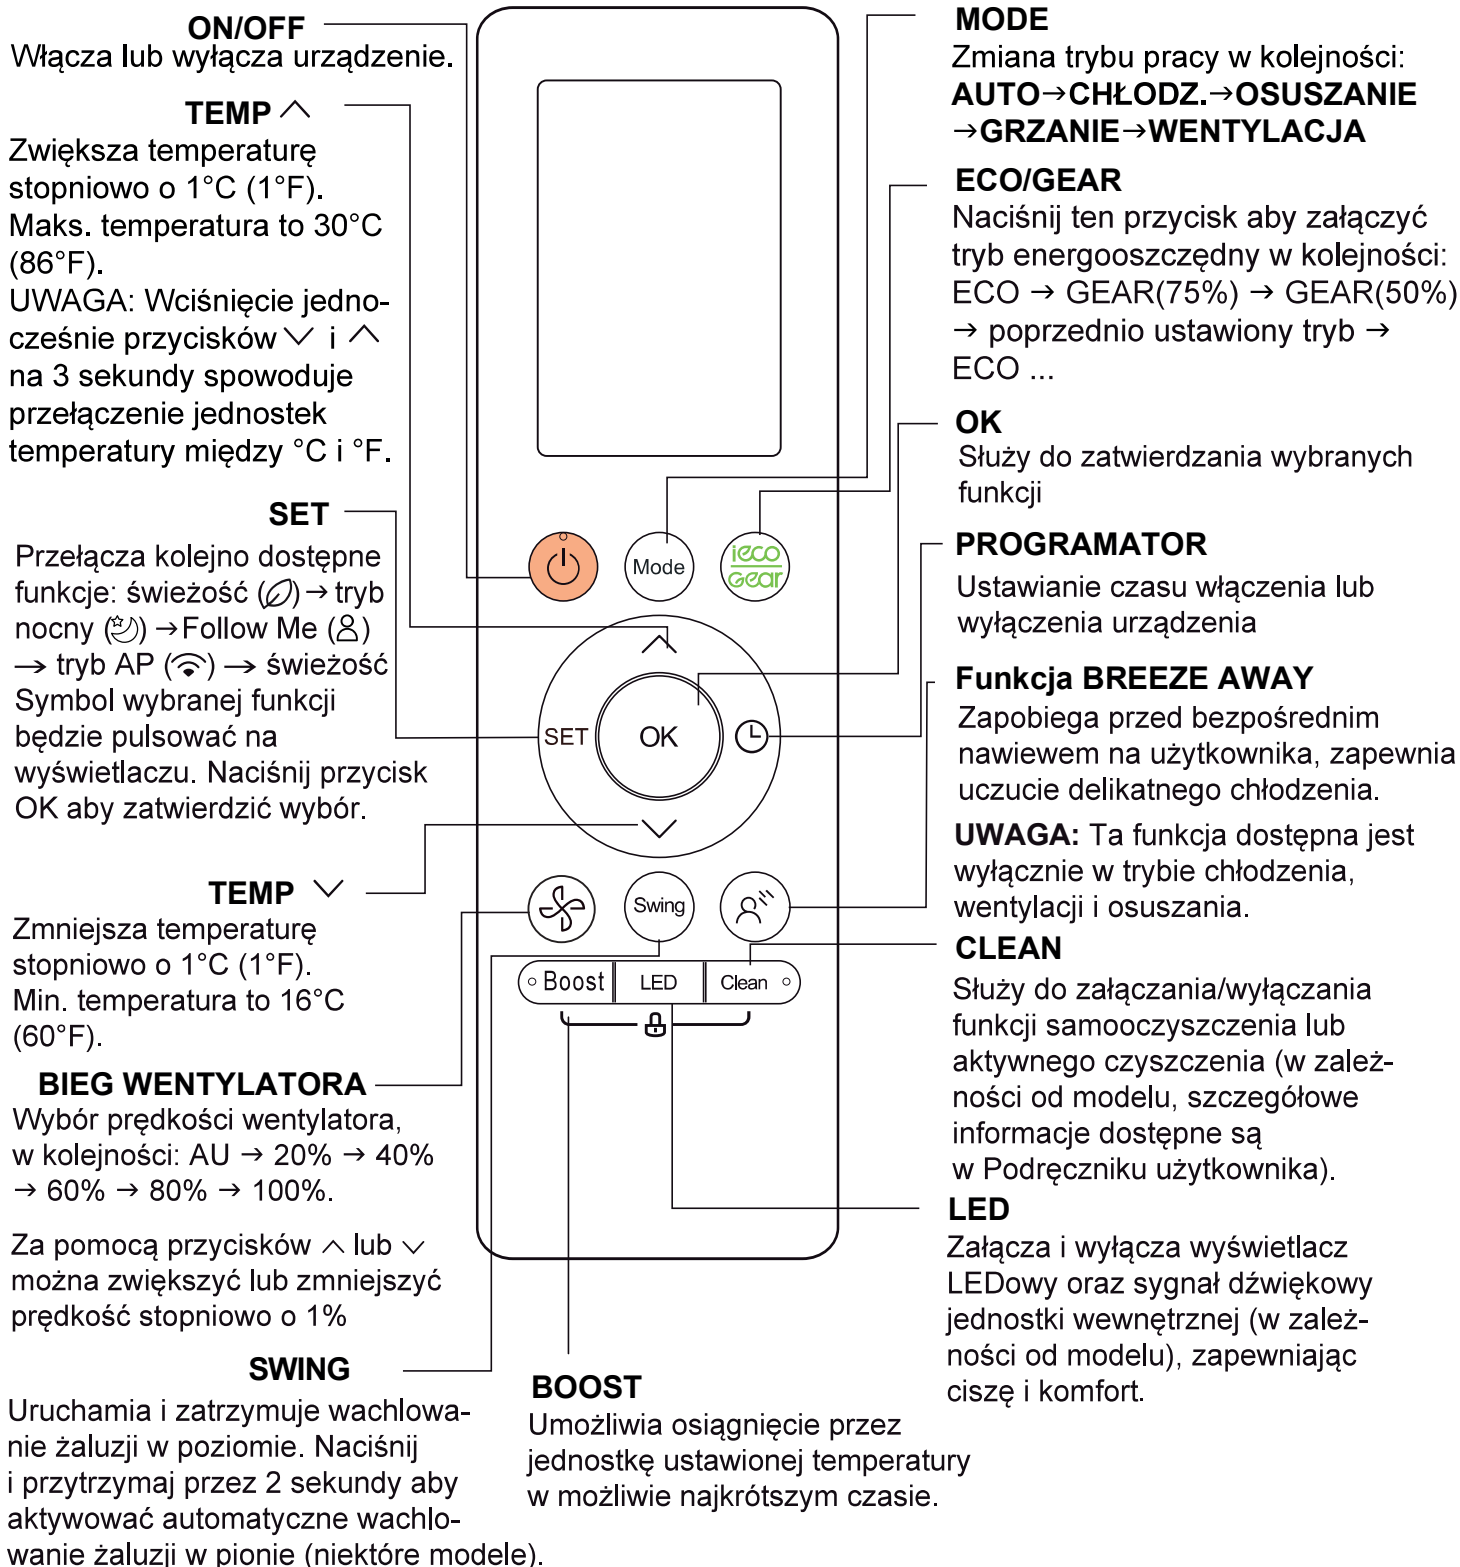 ON/OFF
Włącza lub wyłącza urządzenie.
TEMP ︿
Zwiększa temperaturę
stopniowo o 1°C (1°F).
Maks. temperatura to 30°C
(86°F).
UWAGA: Wciśnięcie jedno-
cześnie przycisków ﹀ i ︿
na 3 sekundy spowoduje
przełączenie jednostek
temperatury między °C i °F.
SET
Przełącza kolejno dostępne
funkcje: świeżość () → tryb
nocny () → Follow Me ()
→ tryb AP () → świeżość
Symbol wybranej funkcji
będzie pulsować na
wyświetlaczu. Naciśnij przycisk
OK aby zatwierdzić wybór.
TEMP ﹀
Zmniejsza temperaturę
stopniowo o 1°C (1°F).
Min. temperatura to 16°C
(60°F).
BIEG WENTYLATORA
Wybór prędkości wentylatora,
w kolejności: AU → 20% → 40%
→ 60% → 80% → 100%.
Za pomocą przycisków ︿ lub ﹀
można zwiększyć lub zmniejszyć
prędkość stopniowo o 1%
SWING
Uruchamia i zatrzymuje wachlowa-
nie żaluzji w poziomie. Naciśnij
i przytrzymaj przez 2 sekundy aby
aktywować automatyczne wachlo-
wanie żaluzji w pionie (niektóre modele).
Mode
ieco
Gear
SET
OK
Swing
Boost
LED
Clean
BOOST
Umożliwia osiągnięcie przez
jednostkę ustawionej temperatury
w możliwie najkrótszym czasie.
MODE
Zmiana trybu pracy w kolejności:
AUTO→CHŁODZ.→OSUSZANIE
→GRZANIE→WENTYLACJA
ECO/GEAR
Naciśnij ten przycisk aby załączyć
tryb energooszczędny w kolejności:
ECO → GEAR(75%) → GEAR(50%)
→ poprzednio ustawiony tryb →
ECO ...
OK
Służy do zatwierdzania wybranych
funkcji
PROGRAMATOR
Ustawianie czasu włączenia lub
wyłączenia urządzenia
Funkcja BREEZE AWAY
Zapobiega przed bezpośrednim
nawiewem na użytkownika, zapewnia
uczucie delikatnego chłodzenia.
UWAGA: Ta funkcja dostępna jest
wyłącznie w trybie chłodzenia,
wentylacji i osuszania.
CLEAN
Służy do załączania/wyłączania
funkcji samooczyszczenia lub
aktywnego czyszczenia (w zależ-
ności od modelu, szczegółowe
informacje dostępne są
w Podręczniku użytkownika).
LED
Załącza i wyłącza wyświetlacz
LEDowy oraz sygnał dźwiękowy
jednostki wewnętrznej (w zależ-
ności od modelu), zapewniając
ciszę i komfort.